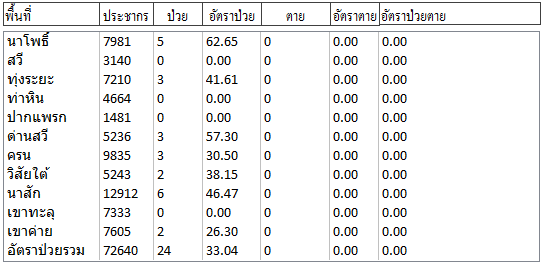 พื้นที่ ประชากร ป่วย อัตราป่วย ตาย อัตราตาย อัตราป่วยตาย
นาโพธิ์ 7981 5 62.65 0 0.00 0.00
สวี 3140 0 0.00 0 0.00 0.00
ทุ่งระยะ 7210 3 41.61 0 0.00 0.00
ท่าหิน 4664 0 0.00 0 0.00 0.00
ปากแพรก 1481 0 0.00 0 0.00 0.00
ด่านสวี 5236 3 57.30 0 0.00 0.00
ครน 9835 3 30.50 0 0.00 0.00
วิสัยใต้ 5243 2 38.15 0 0.00 0.00
นาสัก 12912 6 46.47 0 0.00 0.00
เขาทะลุ 7333 0 0.00 0 0.00 0.00
เขาค่าย 7605 2 26.30 0 0.00 0.00
อัตราป่วยรวม 72640 24 33.04 0 0.00 0.00